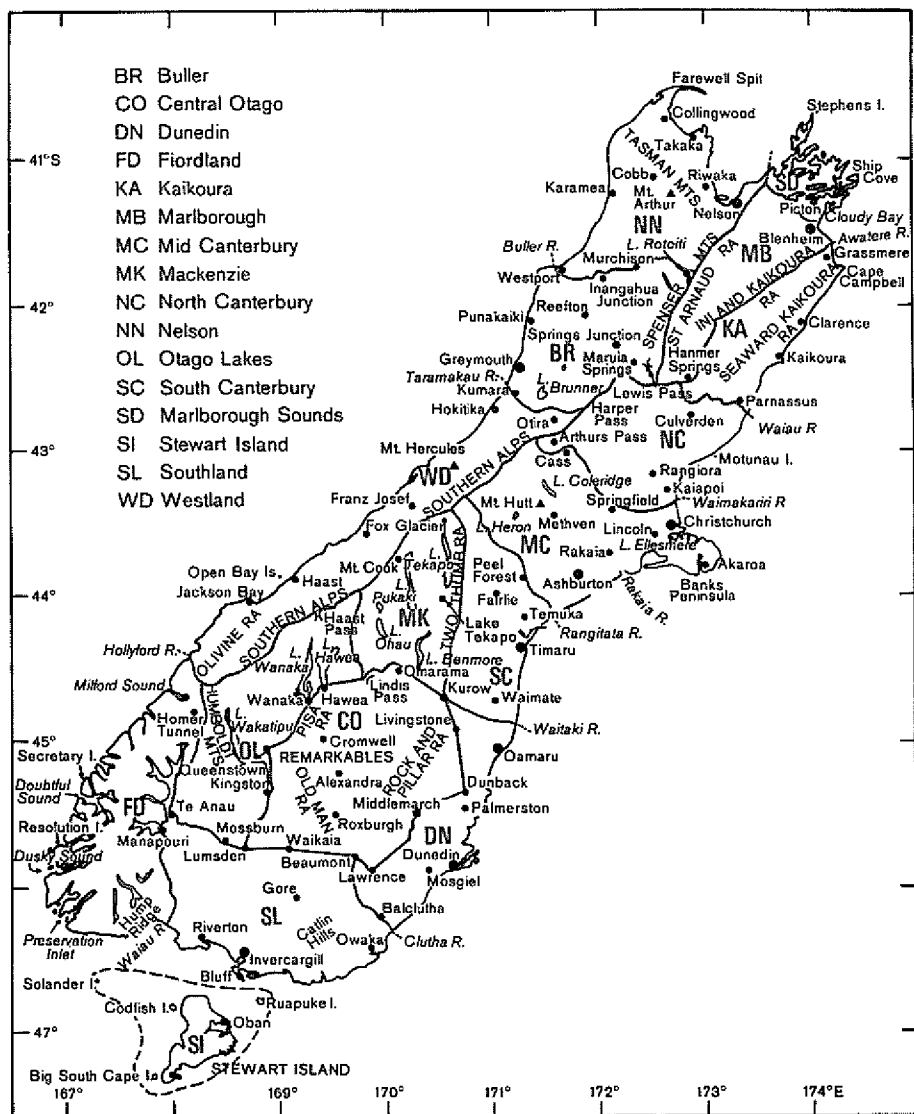 BR Buller
CO Central Otago
DN Dunedin
FD Fiordland
KA Kaikoura
MB Marlborough
MC Mid Canterbury
MK Mackenzie
NC North Canterbury
NN Nelson
OL Otago Lakes
SC South Canterbury
SD Marlborough Sounds
SI Stewart Island
SL Southland
WD Westland
Farewell Spit
Collingwood
Stephens I.
Takaka
TASMAN MTS
41°S
Cobb
Riwaka
Ship
Cove
SD
Karamea
Mt.
Arthur
Nelson
Picton
NN
Cloudy Bay
Buller R.
L. Rotoiti
MB
Blenheim
Awatere R.
Murchison
Grassmere
Westport
Inangahua
Junction
SPENSER MTS
ST ARNAUD RA
INLAND KAIKOURA
RA
Cape
Campbell
42°
Reefton
Punakaiki
Springs Junction
KA
SEAWARD KAIKOURA
RA
Clarence
BR
Maruia
Springs
Hanmer
Springs
Kaikoura
Greymouth
Taramakau R.
L.
Brunner
Kumara
Lewis Pass
Parnassus
Hokitika
Harper
Pass
Culverden
Otira
NC
Waiau R
43°
Arthurs Pass
Mt. Hercules
Cass
Motunau I.
WD
SOUTHERN ALPS
L. Coleridge
Rangiora
Franz Josef
Mt Hutt
Springfield
Kaiapoi
Waimakariri R
Fox Glacier
L. Heron
Methven
Lincoln
Christchurch
MC
L.
Tekapo
Rakaia
L. Ellesmere
Mt. Cook
Peel
Forest
Akaroa
Open Bay Is.
Haast
Ashburton
Banks
Peninsula
Jackson Bay
L.
Pukaki
TWO THUMB RA
Rakaia R.
44°
SOUTHERN ALPS
Fairlie
Haast
Pass
MK
Temuka
OLIVINE RA
Lake
Tekapo
Rangitata R.
L.
Ohau
Timaru
Hollyford R.
L.
Wanaka
L.
Hawea
L. Benmore
Omarama
SC
Milford Sound
Lindis
Pass
Kurow
Waimate
Wanaka
Hawea
HUMBOLDT
MTS
L.
Wakatipu
PISA
RA
CO
Livingstone
Waitaki R.
Homer
Tunnel
45°
Cromwell
Oamaru
OL
REMARKABLES
ROCK AND
PILLAR RA
Secretary I.
Queenstown
Kingston
Alexandra
Dunback
Doubtful
Sound
OLD MAN
RA
Middlemarch
FD
Te Anau
Palmerston
Roxburgh
Resolution I.
Mossburn
Waikaia
DN
Manapouri
Dusky Sound
Lumsden
Beaumont
Dunedin
Lawrence
Mosgiel
Gore
Hump
Ridge
SL
Balclutha
Riverton
Catlin
Hills
Preservation
Inlet
Waiau R
Owaka
Clutha R.
Invercargill
Bluff
Solander I.
Ruapuke I.
Codfish I.
47°
Oban
SI
STEWART ISLAND
Big South Cape I.
167° 168° 169° 170° 171° 172° 173° 174°E